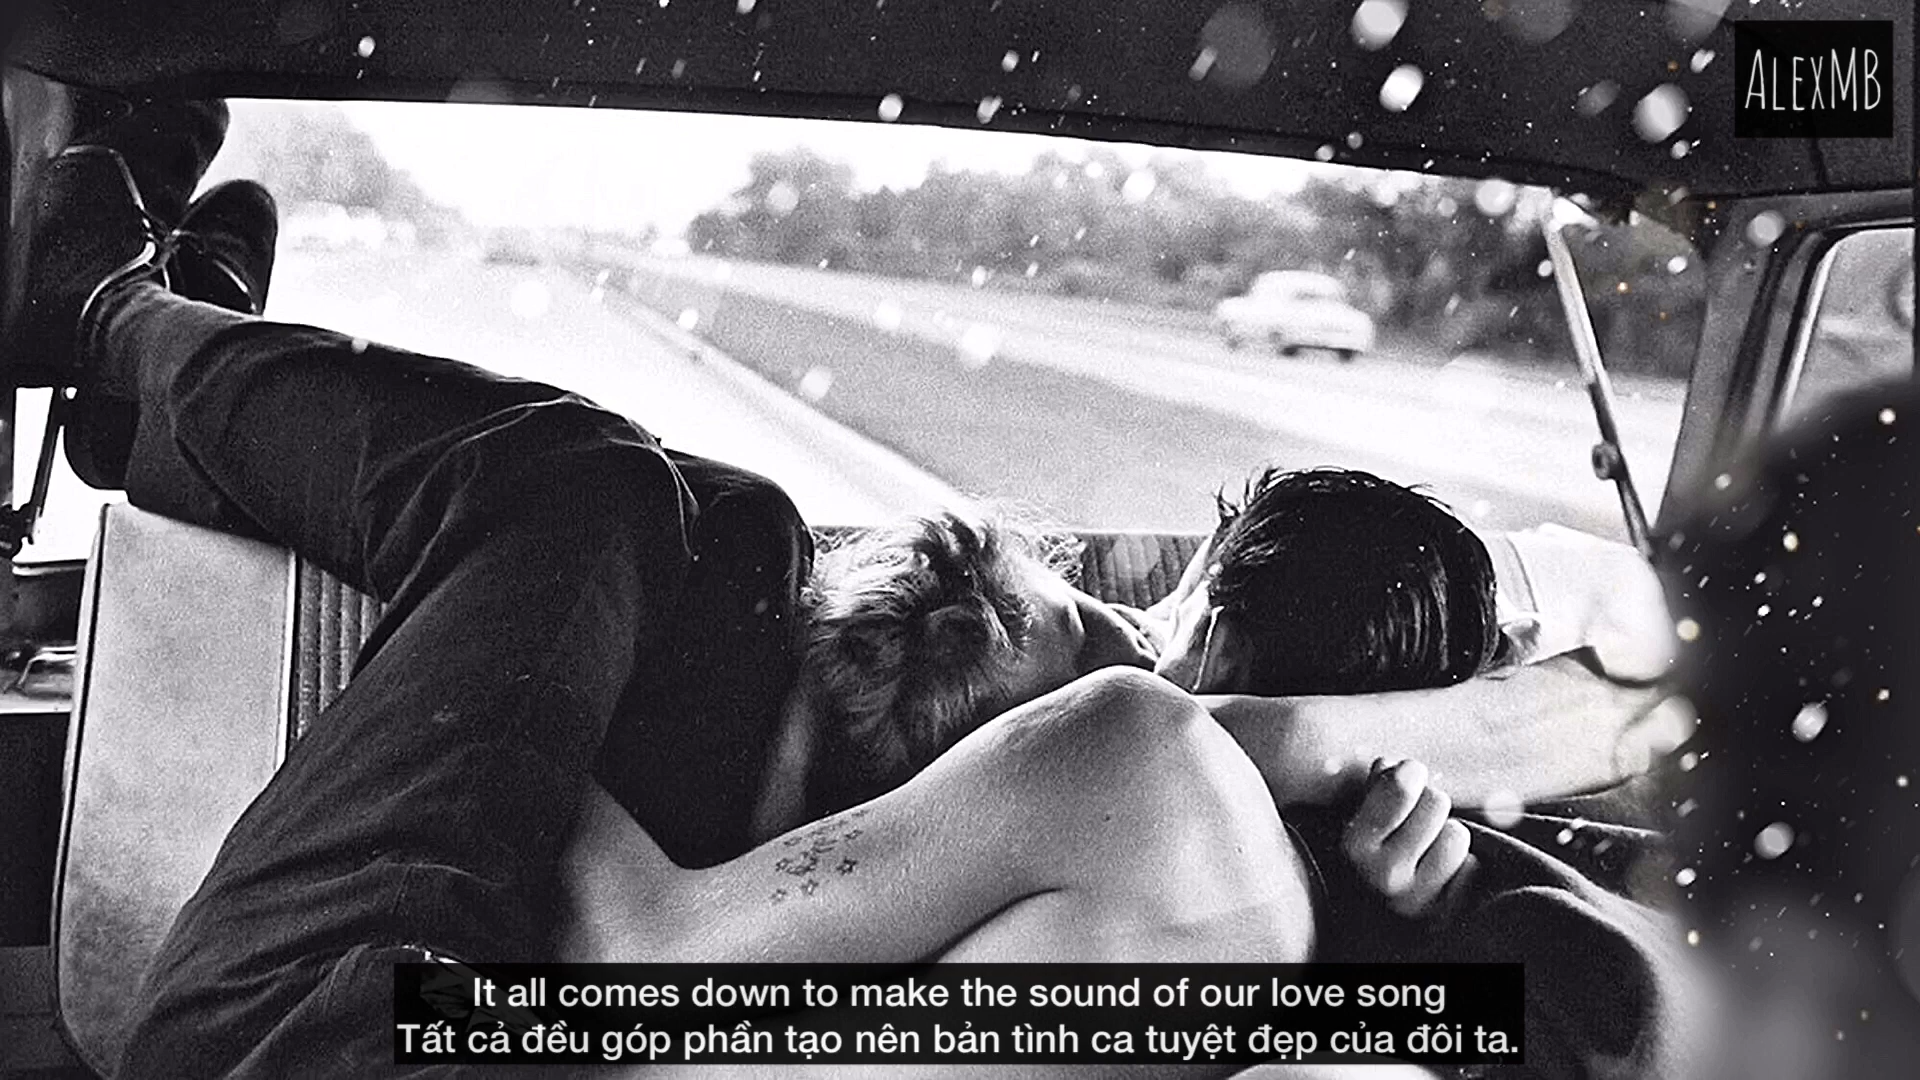 ALEXMB
It all comes down to make the sound of our love song
Tất cả đều góp phần tạo nên bản tình ca tuyệt đẹp của đôi ta.